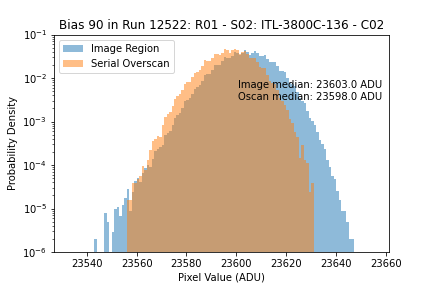 Bias 90 in Run 12522: R01 - S02: ITL-3800C-136 - C02
Image Region
Serial Overscan
Image median: 23603.0 ADU
Oscan median: 23598.0 ADU
Probability Density
10⁻¹
10⁻²
10⁻³
10⁻⁴
10⁻⁵
10⁻⁶
23540 23560 23580 23600 23620 23640 23660
Pixel Value (ADU)